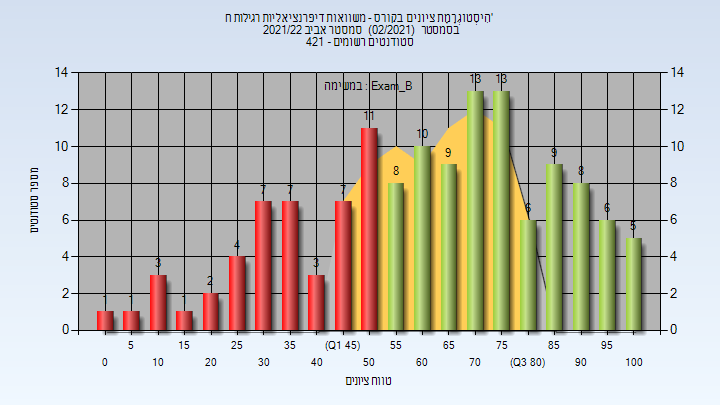 'הִיסְטוֹגְרָמַת ציונים בקורס - משוואות דיפרנציאליות רגילות ח
בסמסטר (02/2021) סמסטר אביב 2021/22
סטודנטים רשומים - 421
במשימה : Exam_B
מספר סטודנטים
14 14
12 12
10 10
8 8
6 6
4 4
2 2
0 0
1 1 3 1 2 4 7 7 3 7 11 8 10 9 13 13 6 9 8 6 5
5 15 25 35 (Q1 45) 55 65 75 85 95
0 10 20 30 40 50 60 70 (Q3 80) 90 100
טווח ציונים